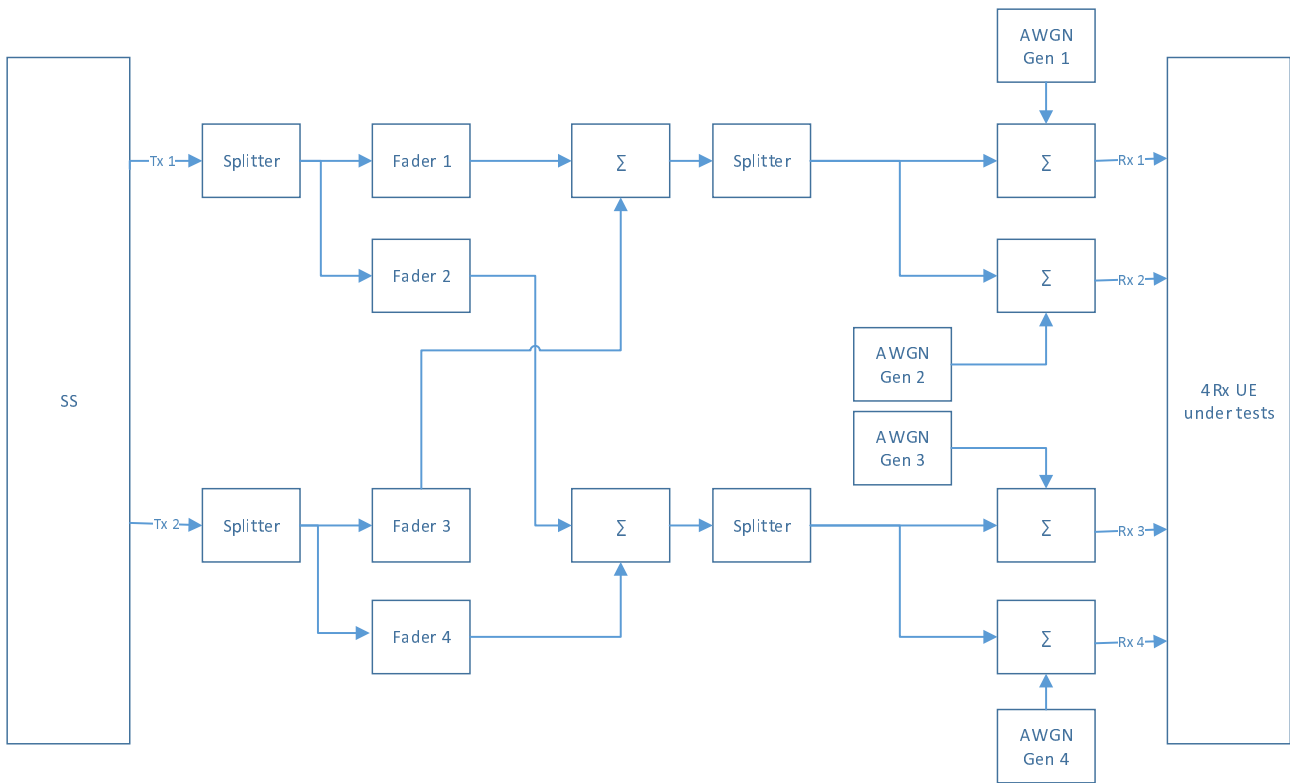 AWGN
Gen 1
Tx 1
Splitter
Fader 1
∑
Splitter
∑
Rx 1
Fader 2
∑
Rx 2
AWGN
Gen 2
SS
4Rx UE
under tests
AWGN
Gen 3
Tx 2
Splitter
Fader 3
∑
Splitter
∑
Rx 3
Fader 4
∑
Rx 4
AWGN
Gen 4